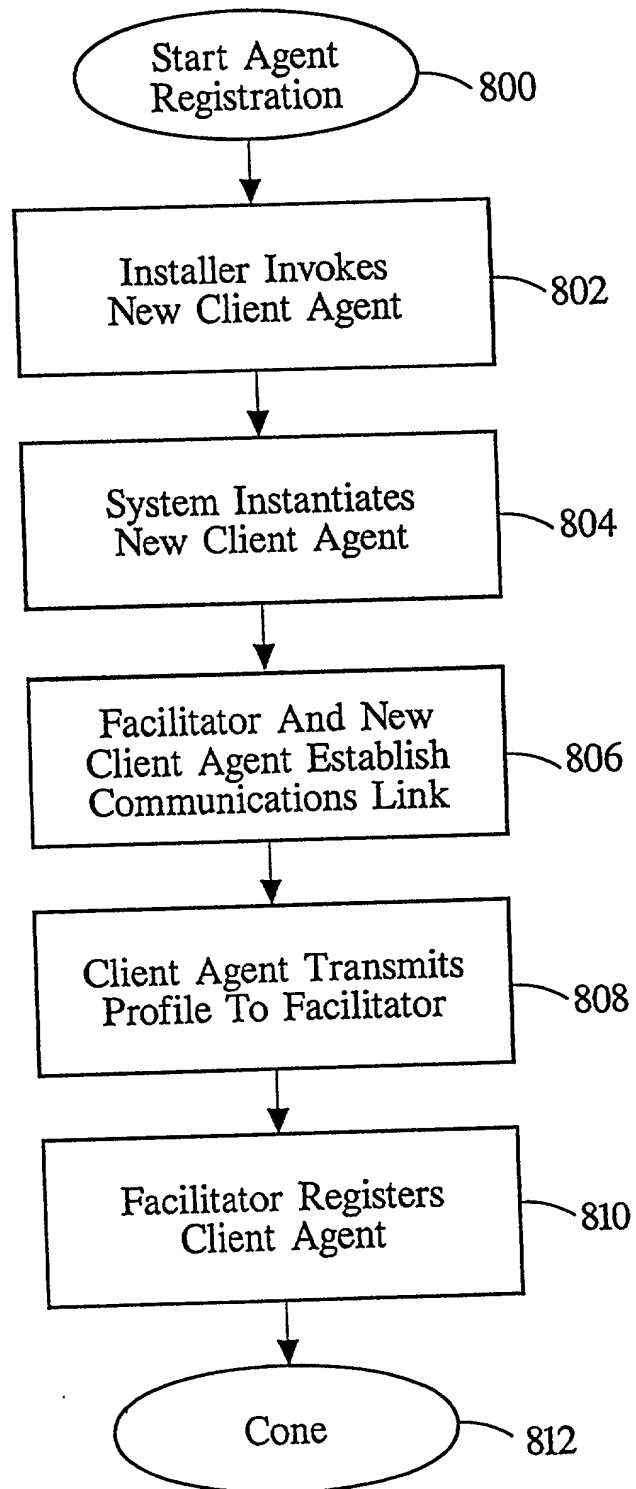 Start Agent
Registration
800
Installer Invokes
New Client Agent
802
System Instantiates
New Client Agent
804
Facilitator And New
Client Agent Establish
Communications Link
806
Client Agent Transmits
Profile To Facilitator
808
Facilitator Registers
Client Agent
810
Cone
812